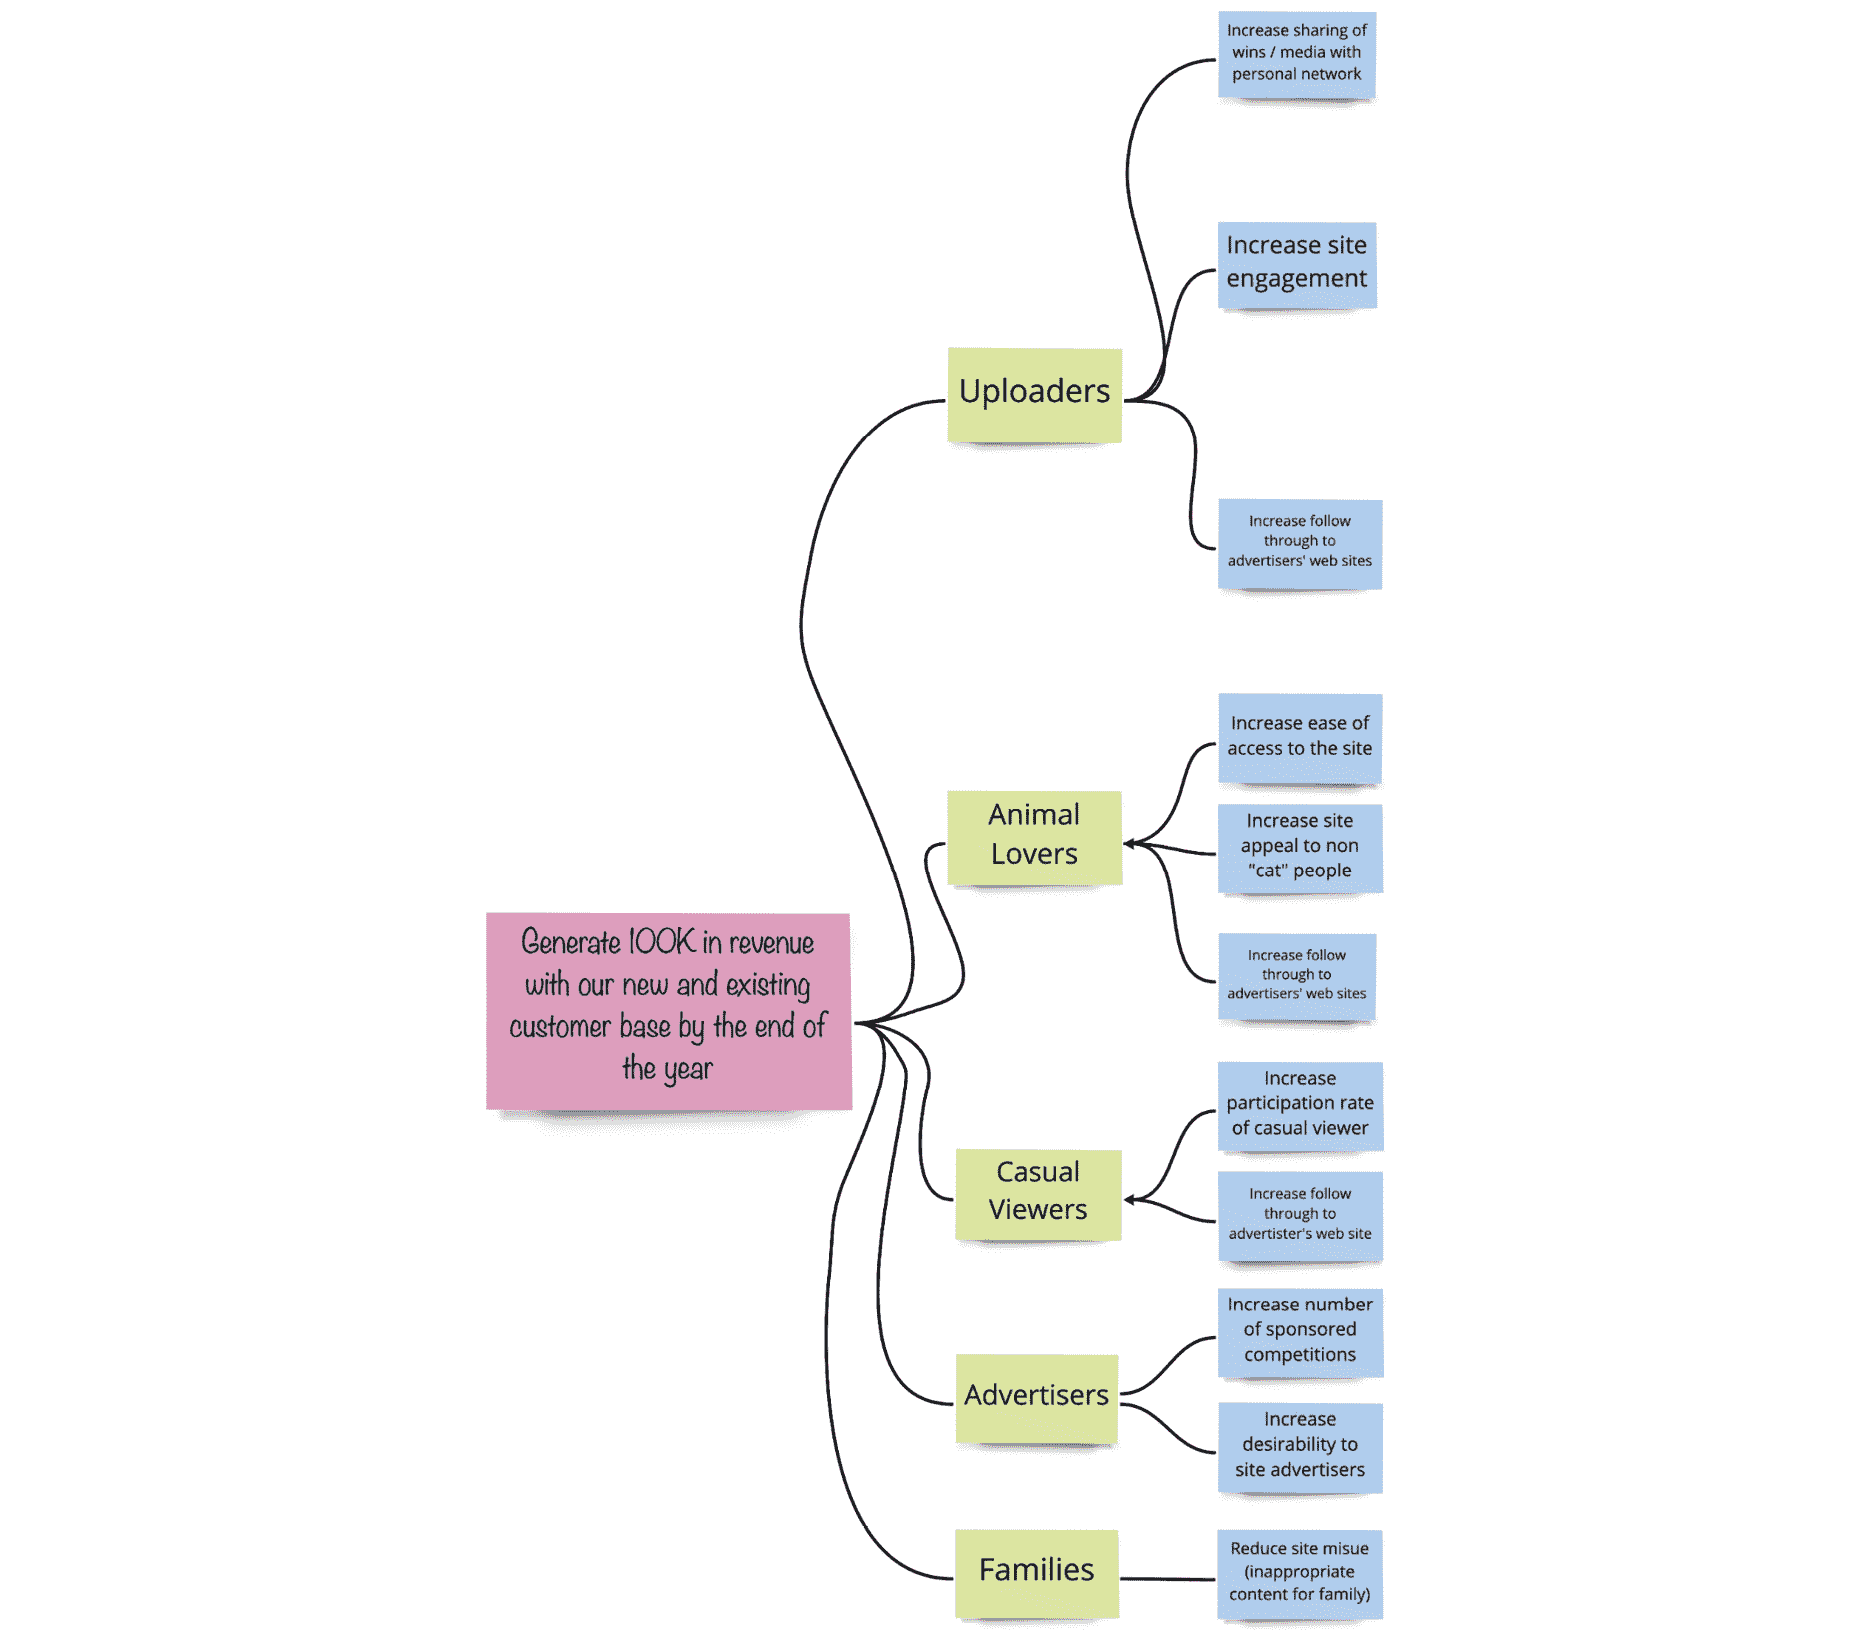 Increase sharing of
wins / media with
personal network
Increase site
engagement
Uploaders
Increase follow
through to
advertisers' web sites
Increase ease of
access to the site
Animal
Lovers
Increase site
appeal to non
"cat" people
Increase follow
through to
advertisers' web sites
Generate 100K in revenue
with our new and existing
customer base by the end of
the year
Increase
participation rate
of casual viewer
Casual
Viewers
Increase follow
through to
advertister's web site
Increase number
of sponsored
competitions
Advertisers
Increase
desirability to
site advertisers
Families
Reduce site misue
(inappropriate
content for family)